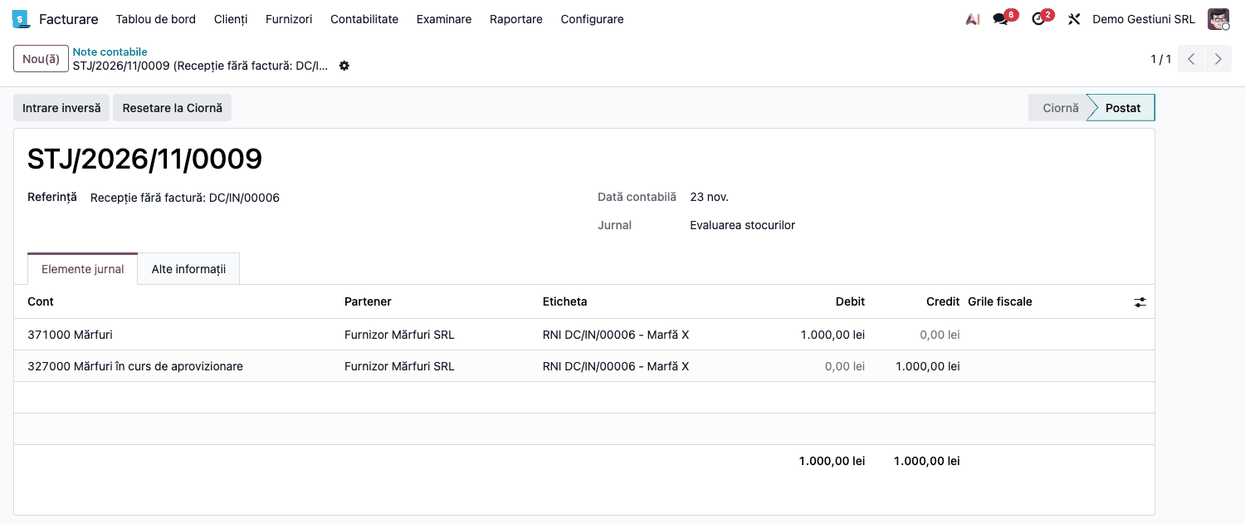 Facturare Tablou de bord Clienți Furnizori Contabilitate Examinare Raportare Configurare AI 8 2 Demo Gestiuni SRL
Nou(ă) Note contabile
STJ/2026/11/0009 (Recepție fără factură: DC/I... 1 / 1
Intrare inversă Resetare la Ciornă Ciornă Postat
STJ/2026/11/0009
Referință Recepție fără factură: DC/IN/00006 Dată contabilă 23 nov.
Jurnal Evaluarea stocurilor
Elemente jurnal Alte informații
Cont Partener Eticheta Debit Credit Grile fiscale
371000 Mărfuri Furnizor Mărfuri SRL RNI DC/IN/00006 - Marfă X 1.000,00 lei 0,00 lei
327000 Mărfuri în curs de aprovizionare Furnizor Mărfuri SRL RNI DC/IN/00006 - Marfă X 0,00 lei 1.000,00 lei
1.000,00 lei 1.000,00 lei